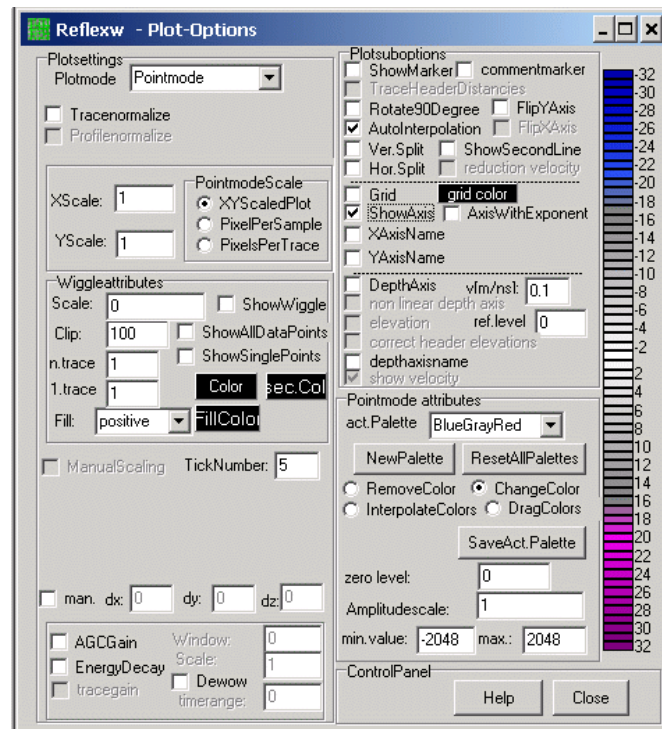 Reflexw - Plot-Options
Plotsettings
Plotmode Pointmode
Tracenormalize
Profilenormalize
XScale: 1
YScale: 1
PointmodeScale
XYScaledPlot
PixelPerSample
PixelsPerTrace
Wiggleattributes
Scale: 0 ShowWiggle
Clip: 100 ShowAllDataPoints
n.trace 1 ShowSinglePoints
1.trace 1 Color sec.Col
Fill: positive FillColor
ManualScaling TickNumber: 5
man. dx: 0 dy: 0 dz: 0
AGCGain Window: 0
EnergyDecay Scale: 1
tracegain Dewow
timerange: 0
Plotsuboptions
ShowMarker commentmarker
TraceHeaderDistancies
Rotate90Degree FlipYAxis
AutoInterpolation FlipXAxis
Ver.Split ShowSecondLine
Hor.Split reduction velocity
Grid grid color
ShowAxis AxisWithExponent
XAxisName
YAxisName
DepthAxis v[m/ns]: 0.1
non linear depth axis
elevation ref.level 0
correct header elevations
depthaxisname
show velocity
Pointmode attributes
act.Palette BlueGrayRed
NewPalette ResetAllPalettes
RemoveColor ChangeColor
InterpolateColors DragColors
SaveAct.Palette
zero level: 0
Amplitudescale: 1
min.value: -2048 max.: 2048
ControlPanel
Help Close
-32
-30
-28
-26
-24
-22
-20
-18
-16
-14
-12
-10
-8
-6
-4
-2
2
4
6
8
10
12
14
16
18
20
22
24
26
28
30
32